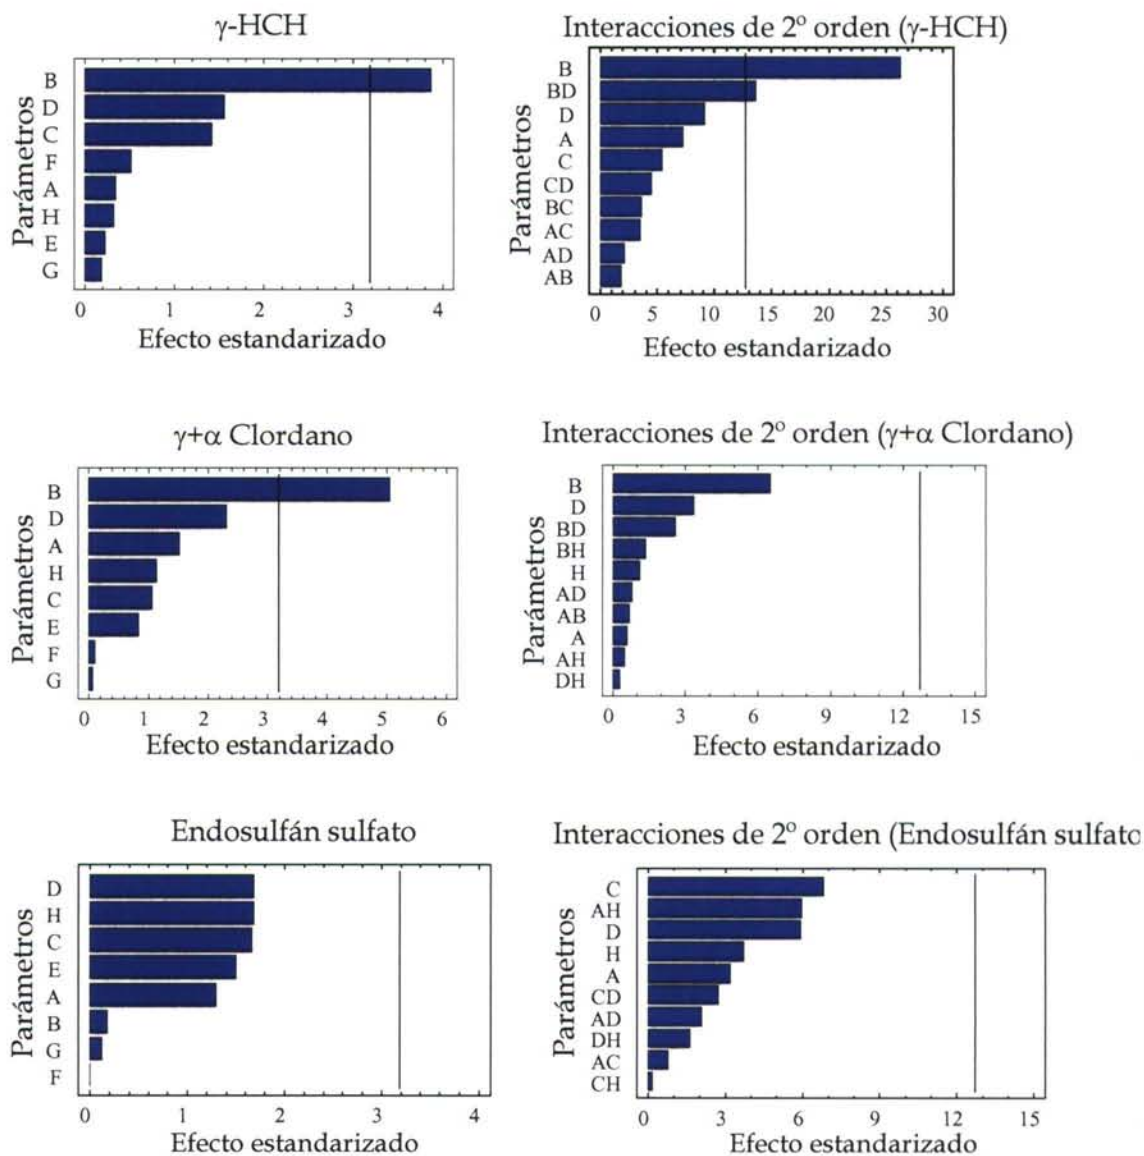 γ-HCH
Parámetros
B
D
C
F
A
H
E
G
0 1 2 3 4
Efecto estandarizado
Interacciones de 2º orden (γ-HCH)
Parámetros
B
BD
D
A
C
CD
BC
AC
AD
AB
0 5 10 15 20 25 30
Efecto estandarizado
γ+α Clordano
Parámetros
B
D
A
H
C
E
F
G
0 1 2 3 4 5 6
Efecto estandarizado
Interacciones de 2º orden (γ+α Clordano)
Parámetros
B
D
BD
BH
H
AD
AB
A
AH
DH
0 3 6 9 12 15
Efecto estandarizado
Endosulfán sulfato
Parámetros
D
H
C
E
A
B
G
F
0 1 2 3 4
Efecto estandarizado
Interacciones de 2º orden (Endosulfán sulfato
Parámetros
C
AH
D
H
A
CD
AD
DH
AC
CH
0 3 6 9 12 15
Efecto estandarizado